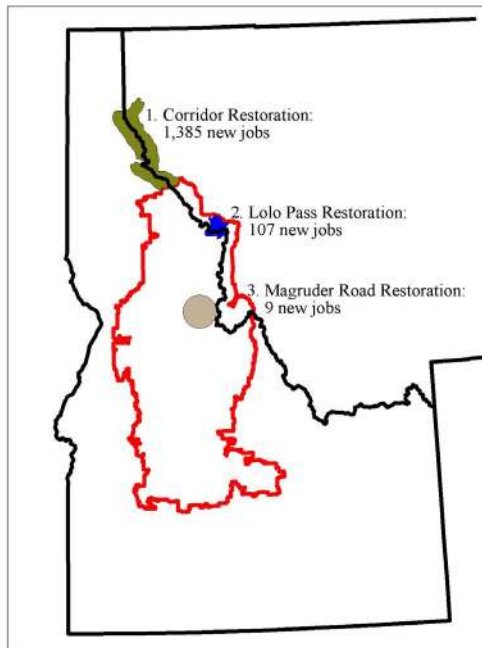 1. Corridor Restoration:
1,385 new jobs
2. Lolo Pass Restoration:
107 new jobs
3. Magruder Road Restoration:
9 new jobs